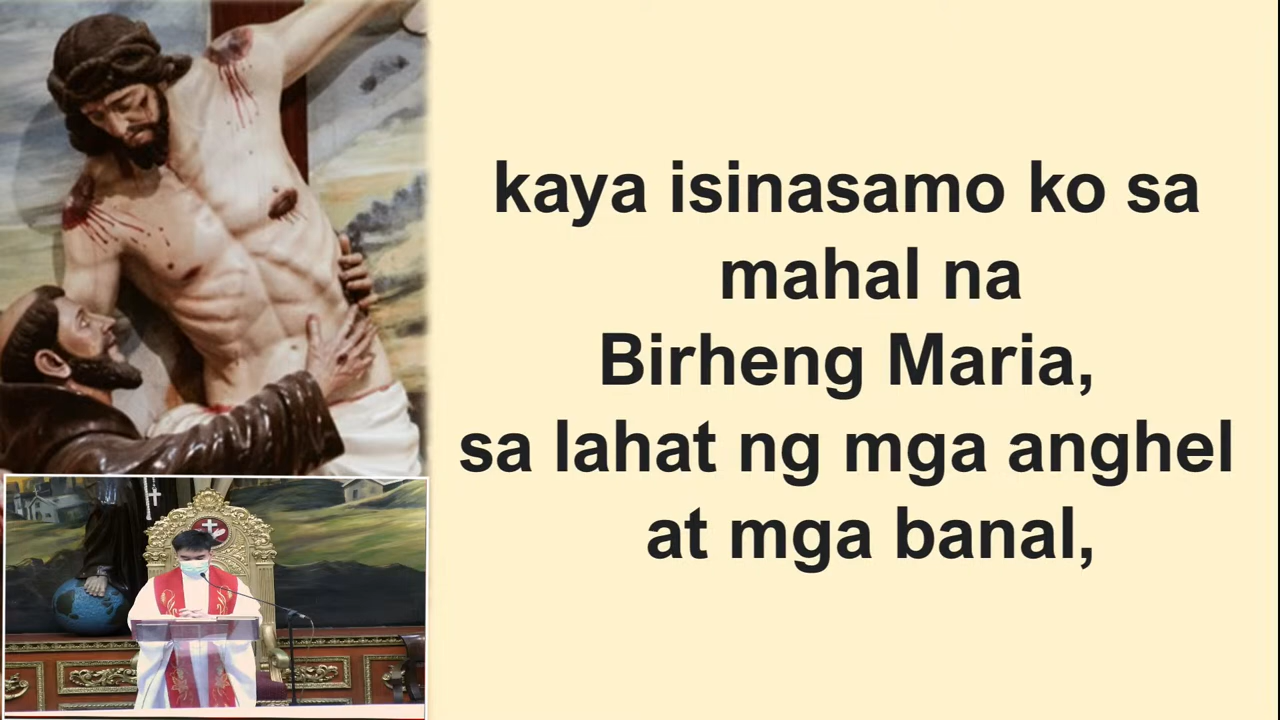 kaya isinasamo ko sa
mahal na
Birheng Maria,
sa lahat ng mga anghel
at mga banal,